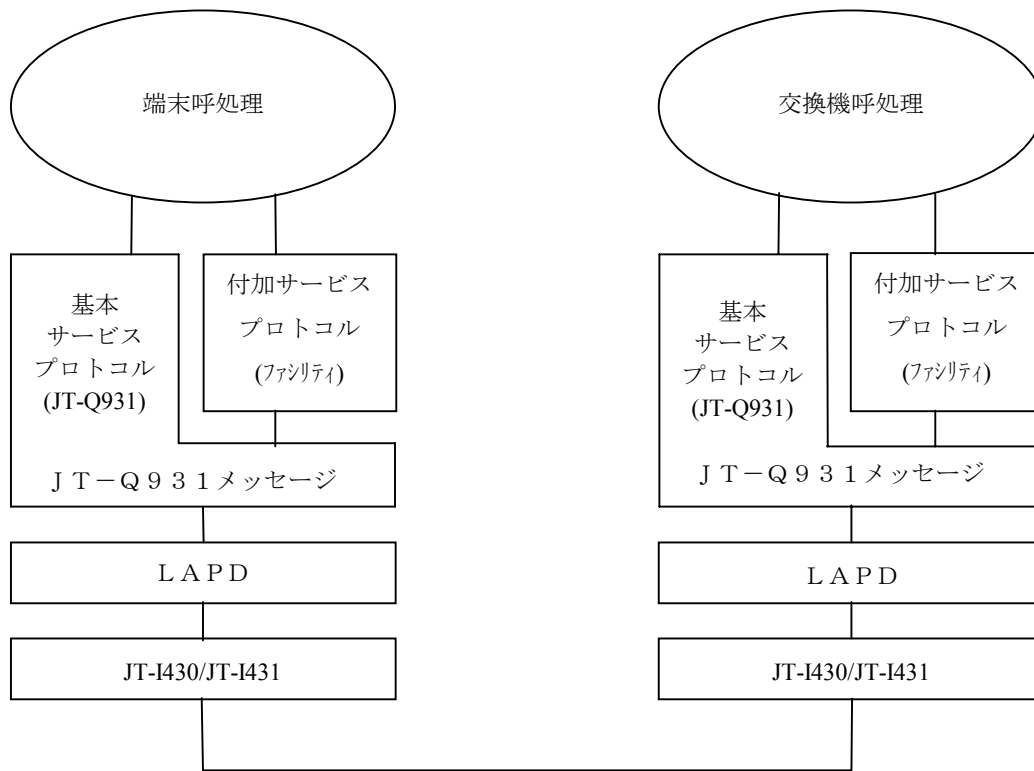 端末呼処理
交換機呼処理
基本
サービス
プロトコル
(JT-Q931)
付加サービス
プロトコル
(ﾌｧｼﾘﾃｨ)
ＪＴ－Ｑ９３１メッセージ
ＬＡＰＤ
JT-I430/JT-I431
基本
サービス
プロトコル
(JT-Q931)
付加サービス
プロトコル
(ﾌｧｼﾘﾃｨ)
ＪＴ－Ｑ９３１メッセージ
ＬＡＰＤ
JT-I430/JT-I431